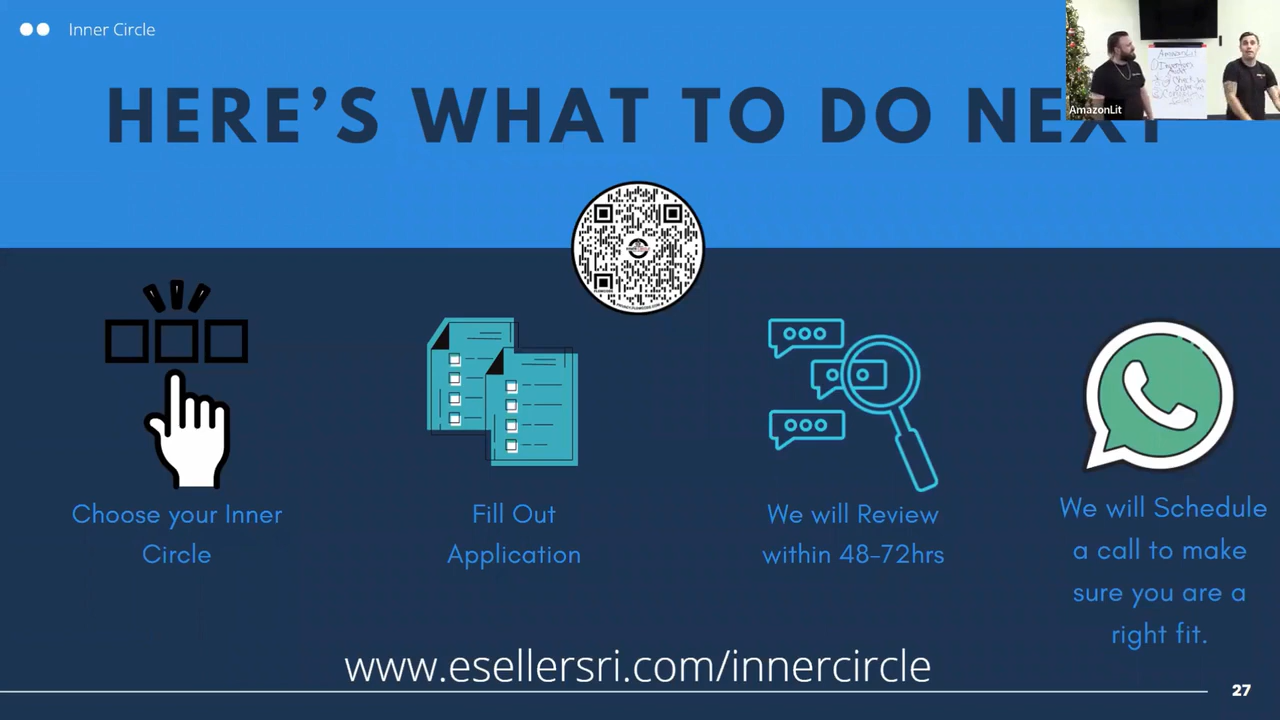 Inner Circle
HERE'S WHAT TO DO NEXT
AmazonLit
Choose your Inner
Circle
Fill Out
Application
We will Review
within 48-72hrs
We will Schedule
a call to make
sure you are a
right fit.
www.esellersri.com/innercircle
27